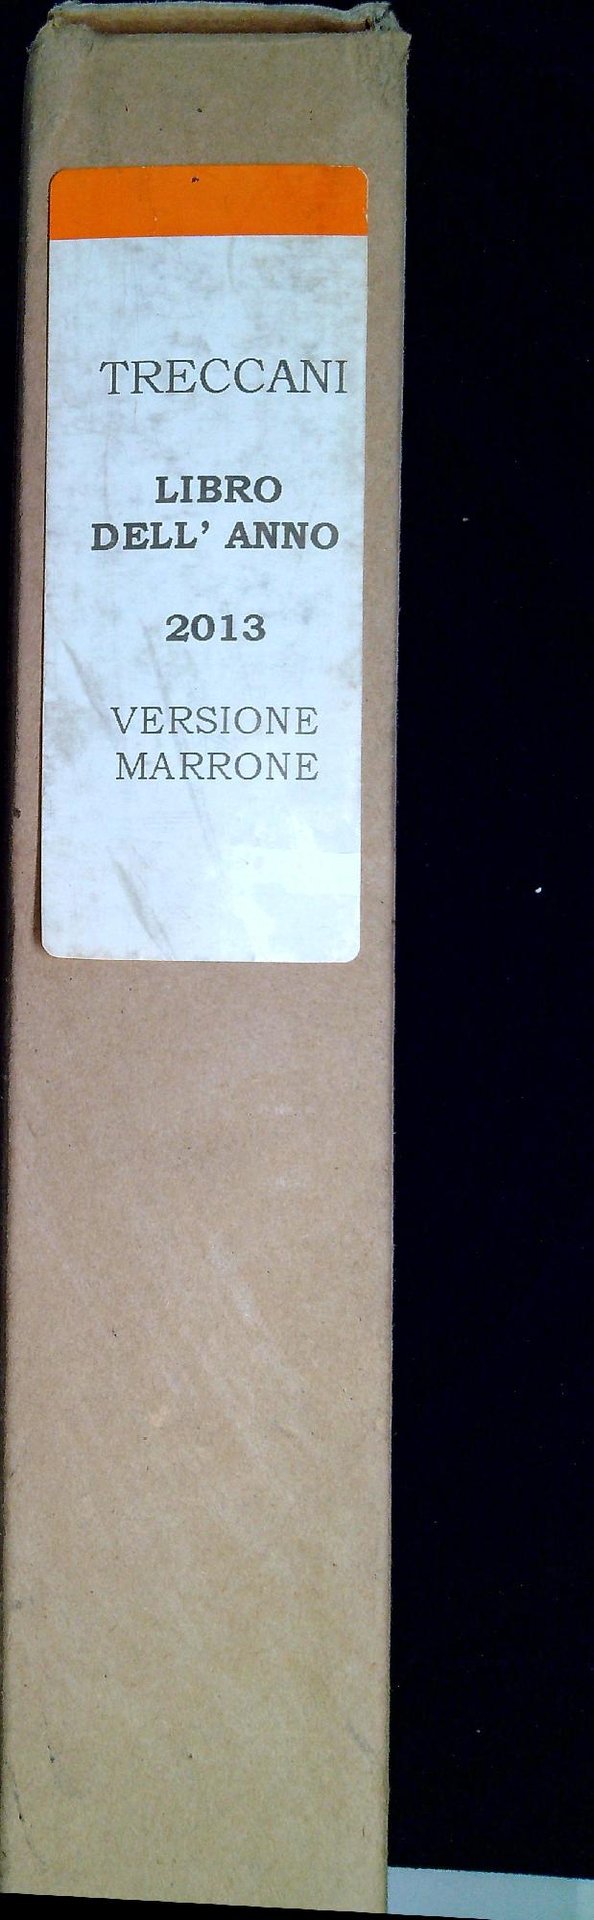 TRECCANI
LIBRO
DELL' ANNO
2013
VERSIONE
MARRONE